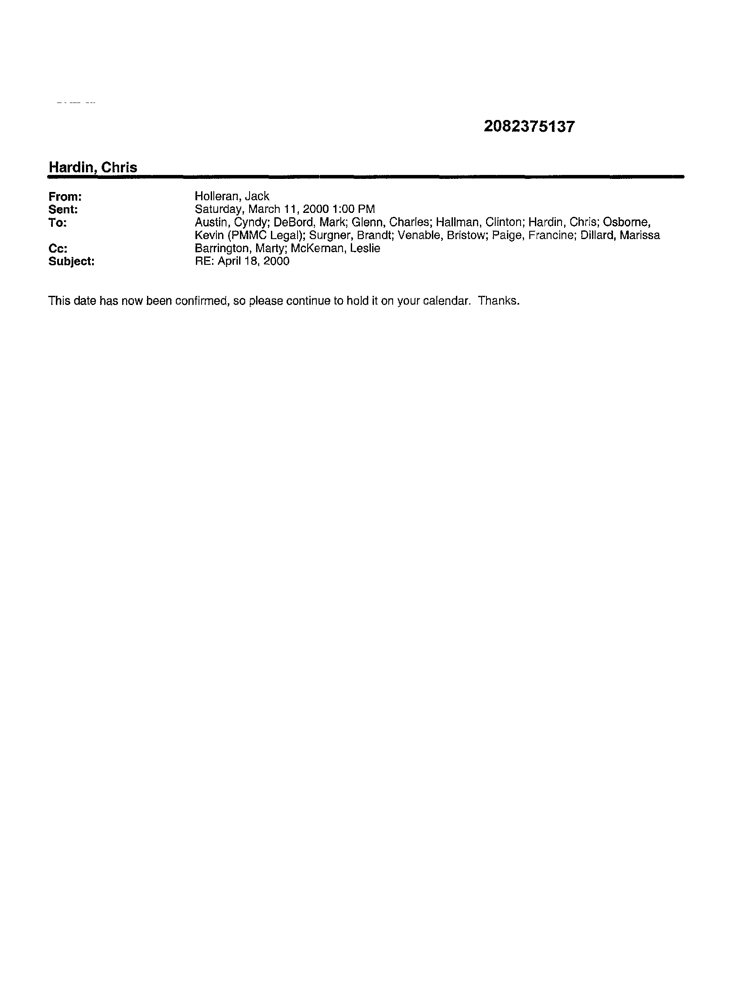 2082375137
Hardin, Chris
From: Holleran, Jack
Sent: Saturday, March 11, 2000 1:00 PM
To: Austin, Cyndy; DeBord, Mark; Glenn, Charles; Hallman, Clinton; Hardin, Chris; Osborne,
Kevin (PMMC Legal); Surgner, Brandt; Venable, Bristow; Paige, Francine; Dillard, Marissa
Cc: Barrington, Marty; McKernan, Leslie
Subject: RE: April 18, 2000
This date has now been confirmed, so please continue to hold it on your calendar. Thanks.